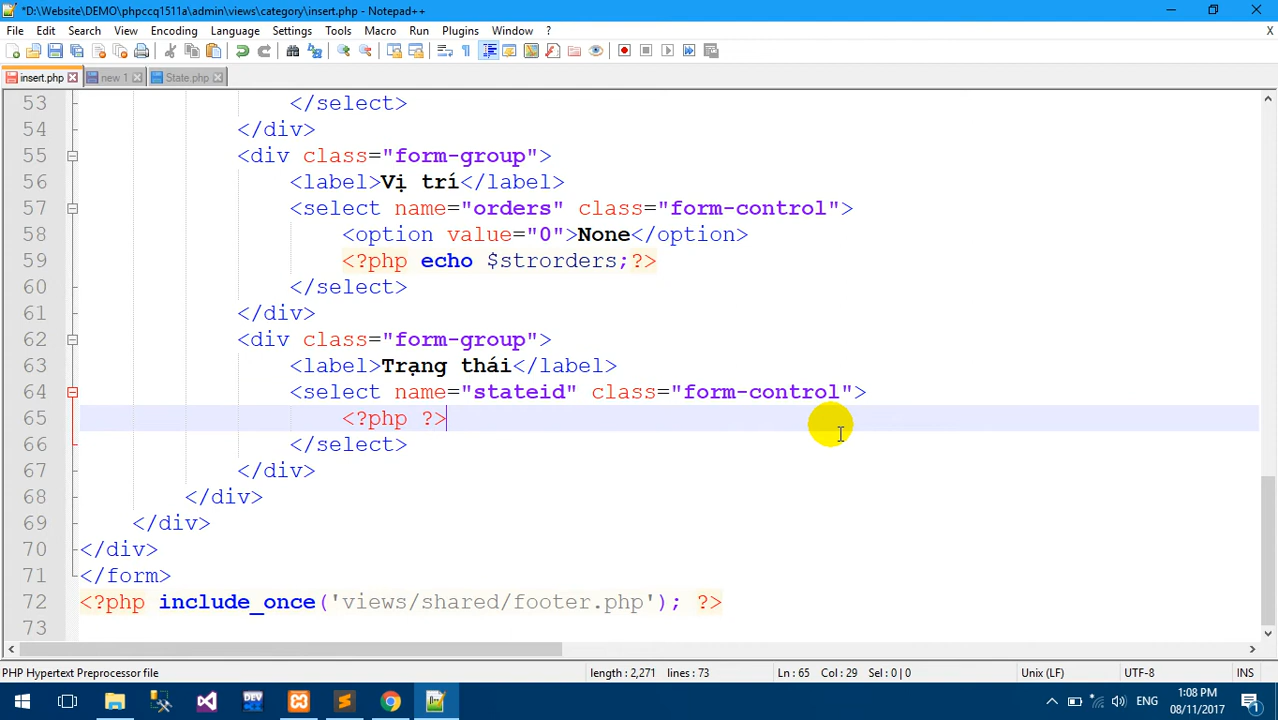 *D:\Website\DEMO\phpccq1511a\admin\views\category\insert.php - Notepad++
File Edit Search View Encoding Language Settings Tools Macro Run Plugins Window ? X
insert.php new 1 State.php
53 </select>
54 </div>
55 <div class="form-group">
56 <label>Vị trí</label>
57 <select name="orders" class="form-control">
58 <option value="0">None</option>
59 <?php echo $strorders;?>
60 </select>
61 </div>
62 <div class="form-group">
63 <label>Trạng thái</label>
64 <select name="stateid" class="form-control">
65 <?php ?>
66 </select>
67 </div>
68 </div>
69 </div>
70 </div>
71 </form>
72 <?php include_once('views/shared/footer.php'); ?>
73
PHP Hypertext Preprocessor file length : 2,271 lines : 73 Ln : 65 Col : 29 Sel : 0 | 0 Unix (LF) UTF-8 INS
DEV ENG 1:08 PM
08/11/2017